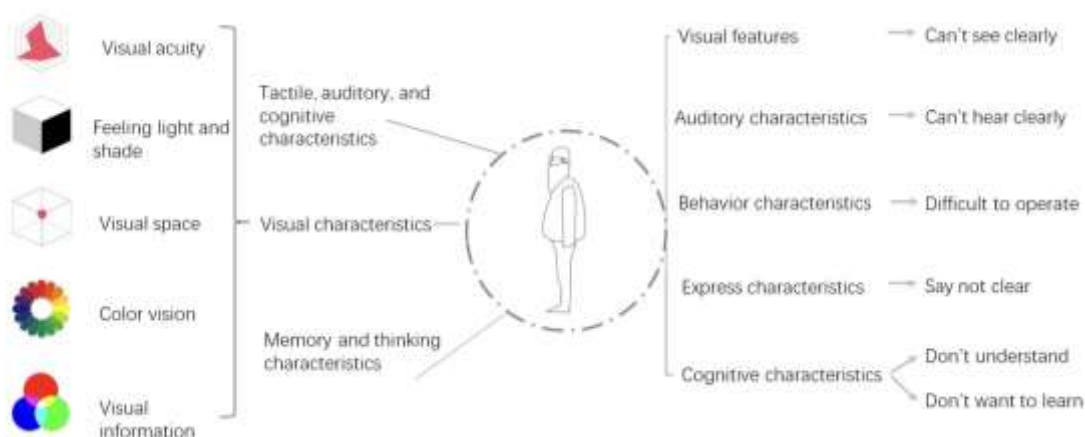 Visual acuity
Feeling light and
shade
Visual space
Color vision
Visual
information
Tactile, auditory, and
cognitive
characteristics
Visual characteristics
Memory and thinking
characteristics
Visual features
Can't see clearly
Auditory characteristics
Can't hear clearly
Behavior characteristics
Difficult to operate
Express characteristics
Say not clear
Cognitive characteristics
Don't understand
Don't want to learn